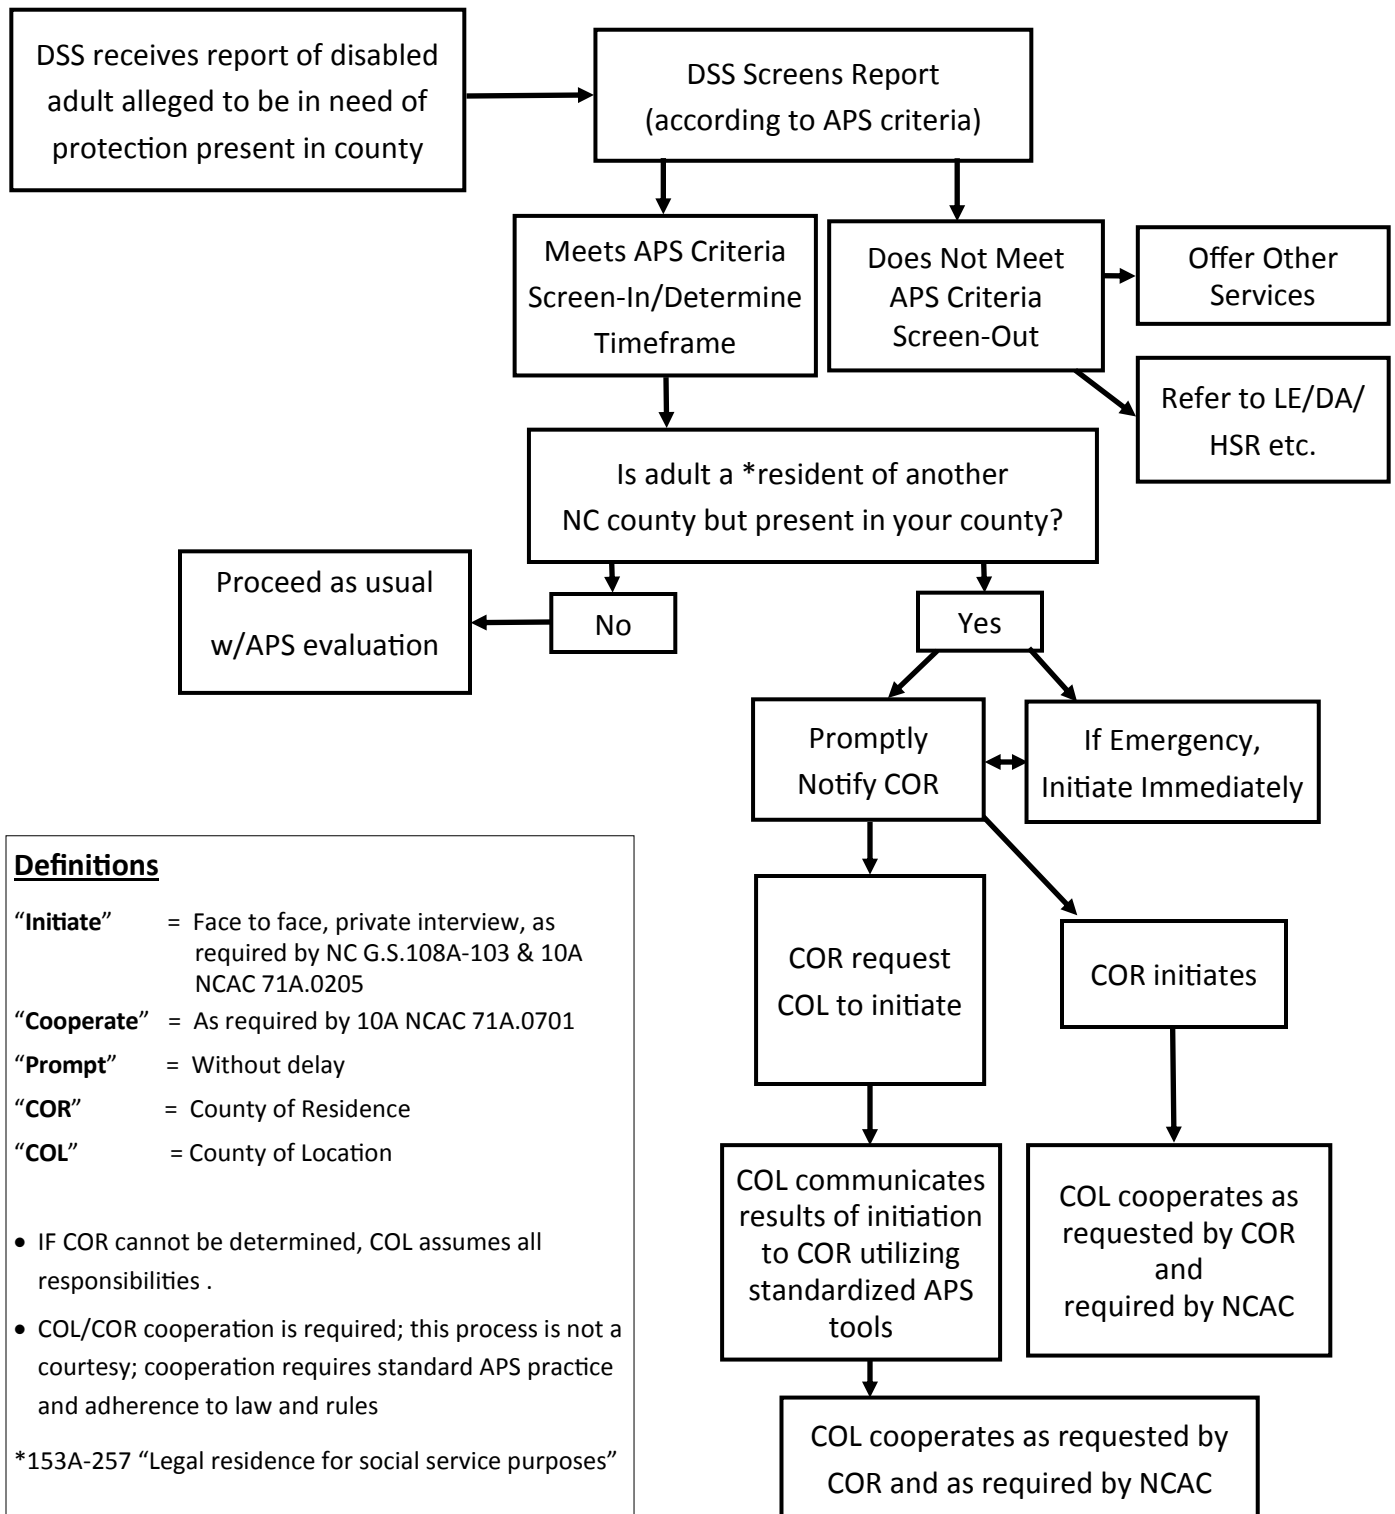 DSS receives report of disabled
adult alleged to be in need of
protection present in county
DSS Screens Report
(according to APS criteria)
Meets APS Criteria
Screen-In/Determine
Timeframe
Does Not Meet
APS Criteria
Screen-Out
Offer Other
Services
Refer to LE/DA/
HSR etc.
Is adult a *resident of another
NC county but present in your county?
Proceed as usual
w/APS evaluation
No
Yes
Promptly
Notify COR
If Emergency,
Initiate Immediately
COR request
COL to initiate
COR initiates
COL communicates
results of initiation
to COR utilizing
standardized APS
tools
COL cooperates as
requested by COR
and
required by NCAC
COL cooperates as requested by
COR and as required by NCAC
Definitions
“Initiate” = Face to face, private interview, as
required by NC G.S.108A-103 & 10A
NCAC 71A.0205
“Cooperate” = As required by 10A NCAC 71A.0701
“Prompt” = Without delay
“COR” = County of Residence
“COL” = County of Location
• IF COR cannot be determined, COL assumes all
responsibilities .
• COL/COR cooperation is required; this process is not a
courtesy; cooperation requires standard APS practice
and adherence to law and rules
*153A-257 “Legal residence for social service purposes”